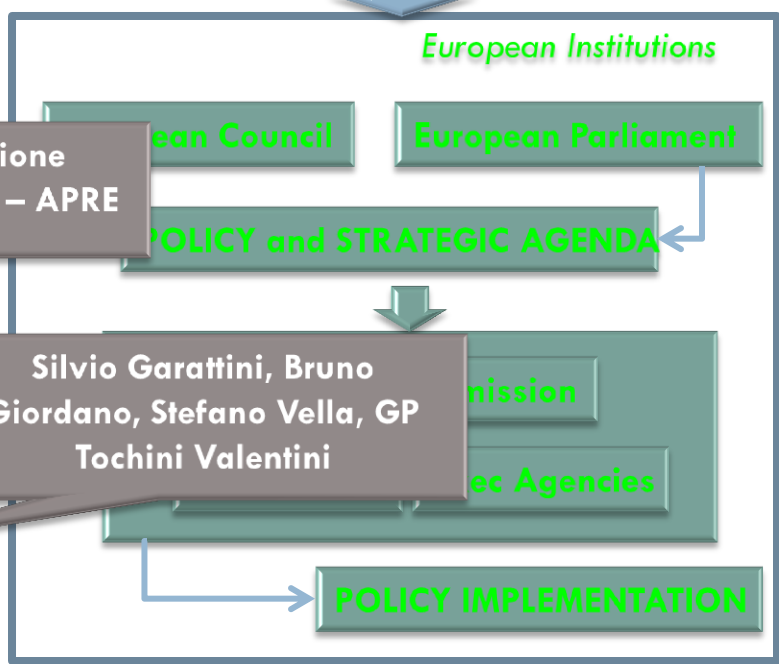 European Institutions
ean Council
European Parliament
ione
– APRE
POLICY and STRATEGIC AGENDA
Silvio Garattini, Bruno
Giordano, Stefano Vella, GP
Tochini Valentini
mission
ec Agencies
POLICY IMPLEMENTATION